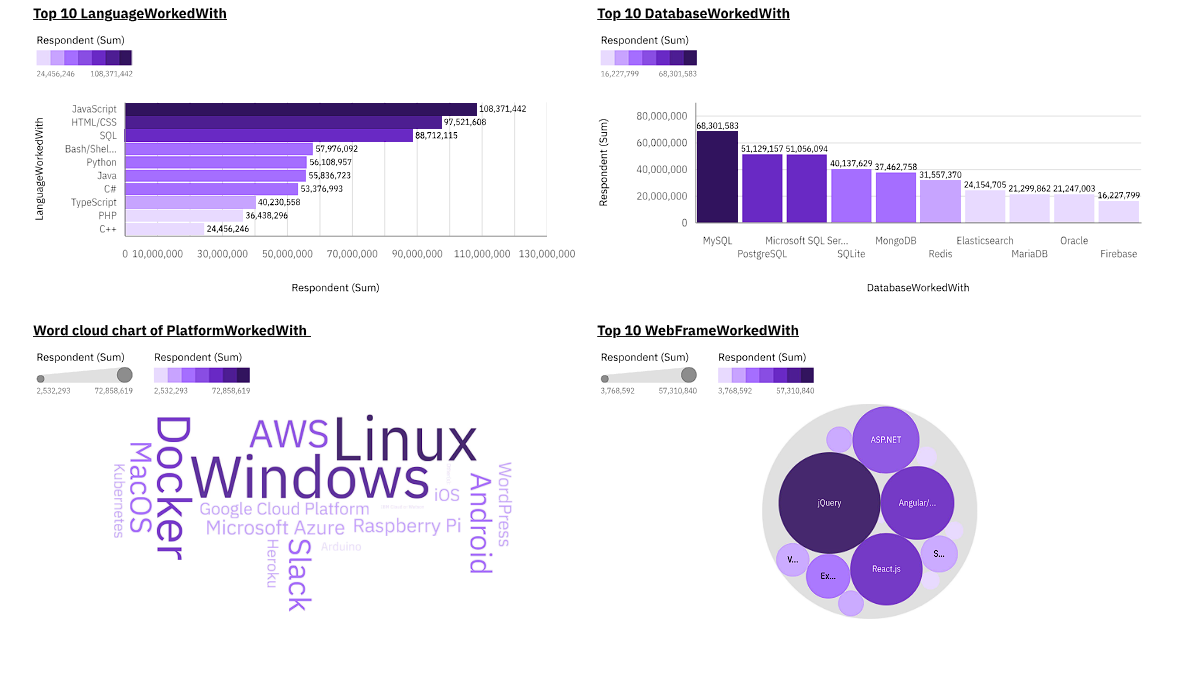 Top 10 LanguageWorkedWith
Respondent (Sum)
24,456,246 108,371,442
LanguageWorkedWith
JavaScript 108,371,442
HTML/CSS 97,521,608
SQL 88,712,115
Bash/Shel... 57,976,092
Python 56,108,957
Java 55,836,723
C# 53,376,993
TypeScript 40,230,558
PHP 36,438,296
C++ 24,456,246
0 10,000,000 30,000,000 50,000,000 70,000,000 90,000,000 110,000,000 130,000,000
Respondent (Sum)
Top 10 DatabaseWorkedWith
Respondent (Sum)
16,227,799 68,301,583
Respondent (Sum)
80,000,000
60,000,000
40,000,000
20,000,000
0
68,301,583 51,129,157 51,056,094 40,137,629 37,462,758 31,557,370 24,154,705 21,299,862 21,247,003 16,227,799
MySQL Microsoft SQL Ser... MongoDB Elasticsearch Oracle
PostgreSQL SQLite Redis MariaDB Firebase
DatabaseWorkedWith
Word cloud chart of PlatformWorkedWith
Respondent (Sum) Respondent (Sum)
2,532,293 72,858,619 2,532,293 72,858,619
Docker
AWS
Linux
MacOS
Kubernetes
Windows
iOS
Android
WordPress
Google Cloud Platform
Microsoft Azure
Raspberry Pi
Heroku
Slack
Arduino
Top 10 WebFrameWorkedWith
Respondent (Sum) Respondent (Sum)
3,768,592 57,310,840 3,768,592 57,310,840
ASP.NET
jQuery
Angular/...
V...
Ex...
React.js
S...